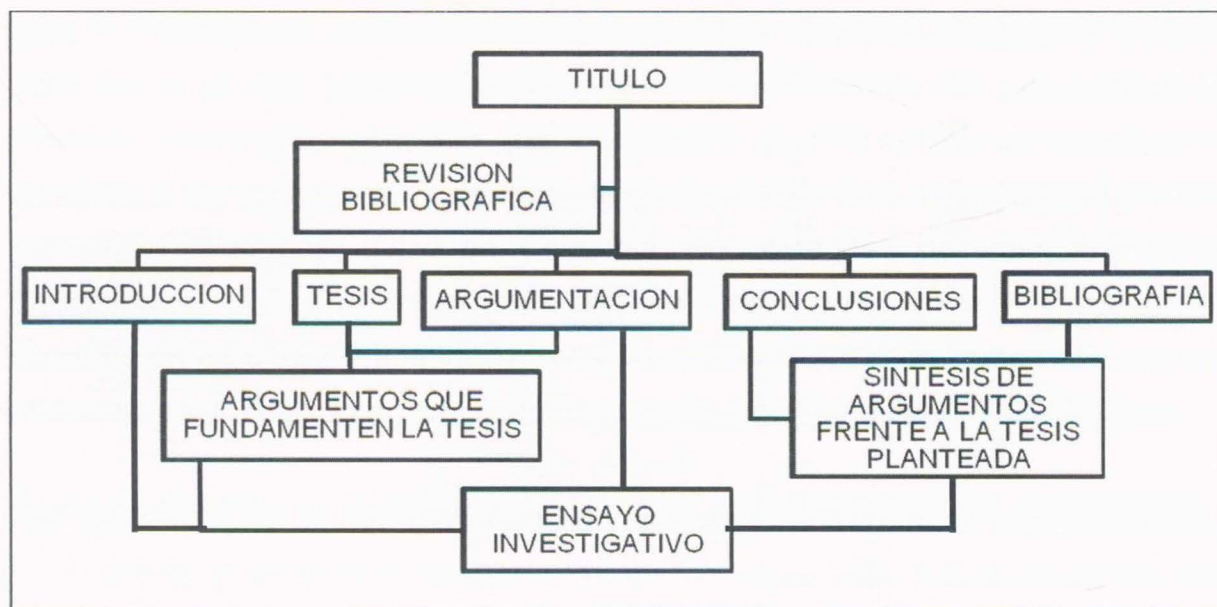 TITULO
REVISION
BIBLIOGRAFICA
INTRODUCCION
TESIS
ARGUMENTACION
CONCLUSIONES
BIBLIOGRAFIA
ARGUMENTOS QUE
FUNDAMENTEN LA TESIS
SINTESIS DE
ARGUMENTOS
FRENTE A LA TESIS
PLANTEADA
ENSAYO
INVESTIGATIVO